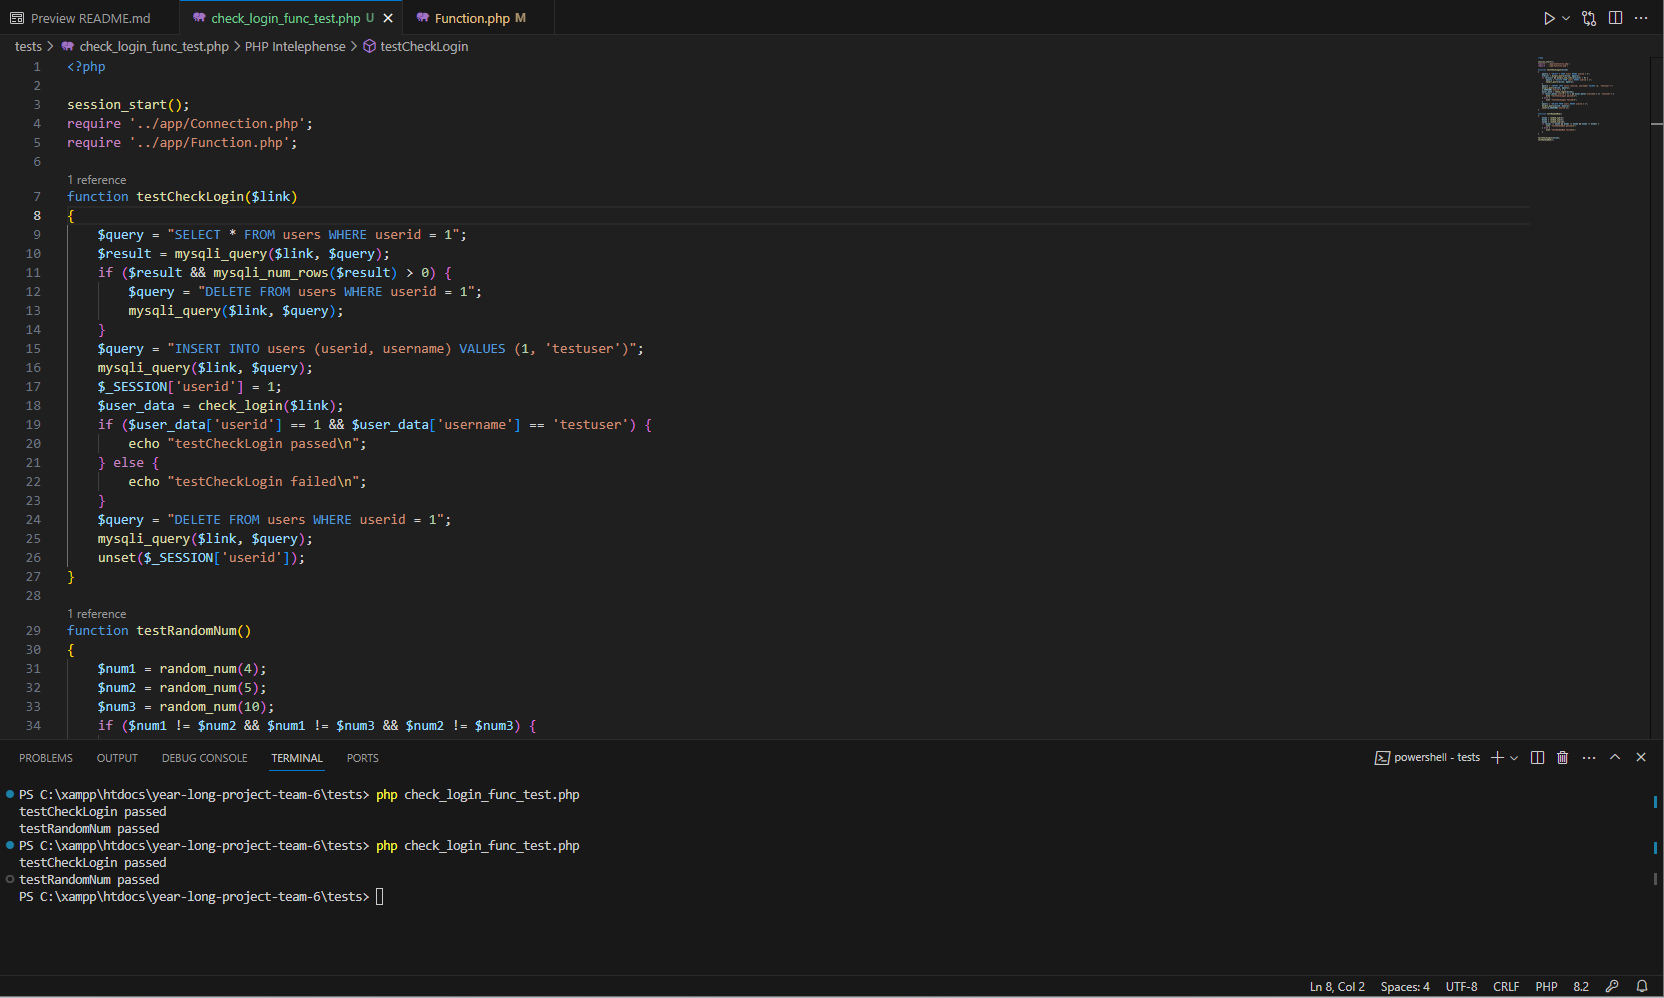 Preview README.md
check_login_func_test.php U
Function.php M
tests > check_login_func_test.php > PHP Intelephense > testCheckLogin
1 <?php
2
3 session_start();
4 require '../app/Connection.php';
5 require '../app/Function.php';
6
1 reference
7 function testCheckLogin($link)
8 {
9 $query = "SELECT * FROM users WHERE userid = 1";
10 $result = mysqli_query($link, $query);
11 if ($result && mysqli_num_rows($result) > 0) {
12 $query = "DELETE FROM users WHERE userid = 1";
13 mysqli_query($link, $query);
14 }
15 $query = "INSERT INTO users (userid, username) VALUES (1, 'testuser')";
16 mysqli_query($link, $query);
17 $_SESSION['userid'] = 1;
18 $user_data = check_login($link);
19 if ($user_data['userid'] == 1 && $user_data['username'] == 'testuser') {
20 echo "testCheckLogin passed\n";
21 } else {
22 echo "testCheckLogin failed\n";
23 }
24 $query = "DELETE FROM users WHERE userid = 1";
25 mysqli_query($link, $query);
26 unset($_SESSION['userid']);
27 }
28
1 reference
29 function testRandomNum()
30 {
31 $num1 = random_num(4);
32 $num2 = random_num(5);
33 $num3 = random_num(10);
34 if ($num1 != $num2 && $num1 != $num3 && $num2 != $num3) {
PROBLEMS OUTPUT DEBUG CONSOLE TERMINAL PORTS
powershell - tests
PS C:\xampp\htdocs\year-long-project-team-6\tests> php check_login_func_test.php
testCheckLogin passed
testRandomNum passed
PS C:\xampp\htdocs\year-long-project-team-6\tests> php check_login_func_test.php
testCheckLogin passed
testRandomNum passed
PS C:\xampp\htdocs\year-long-project-team-6\tests>
Ln 8, Col 2 Spaces: 4 UTF-8 CRLF PHP 8.2